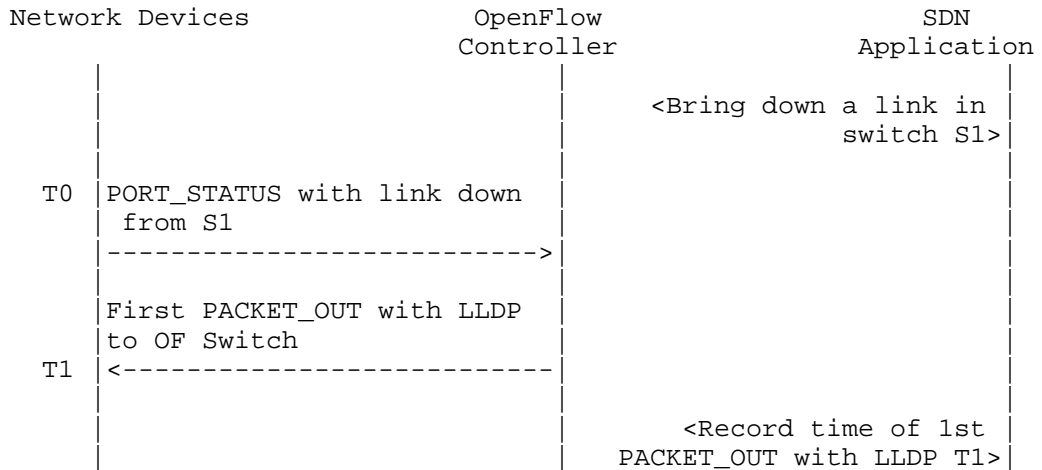 Network Devices OpenFlow SDN
Controller Application
<Bring down a link in
switch S1>
T0 PORT_STATUS with link down
from S1
First PACKET_OUT with LLDP
to OF Switch
T1
<Record time of 1st
PACKET_OUT with LLDP T1>